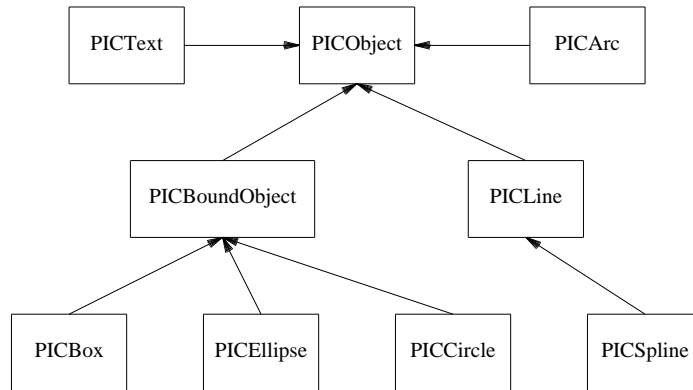 PICText
PICObject
PICArc
PICBoundObject
PICLine
PICBox
PICEllipse
PICCircle
PICSpline